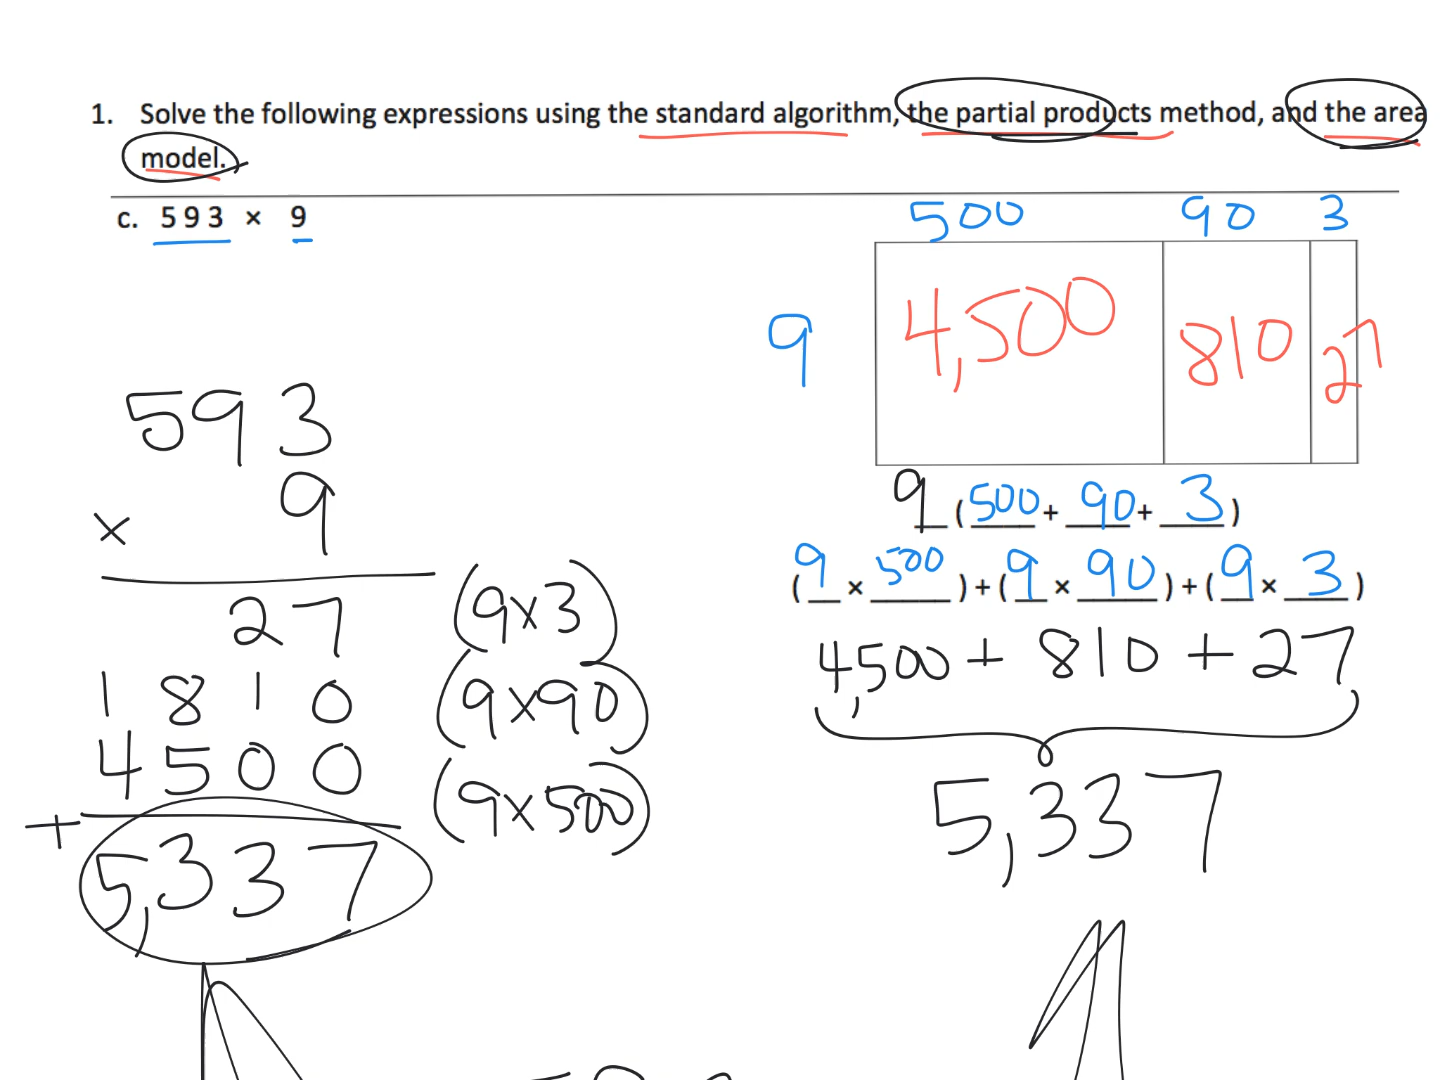 1. Solve the following expressions using the standard algorithm, the partial products method, and the area
model.
c. 593 × 9
500 90 3
9 4,500 810 27
593
× 9
27 (9x3)
1810 (9x90)
4500 (9x500)
+
5,337
9 (500 + 90 + 3)
(9 × 500) + (9 × 90) + (9 × 3)
4,500 + 810 + 27
5,337